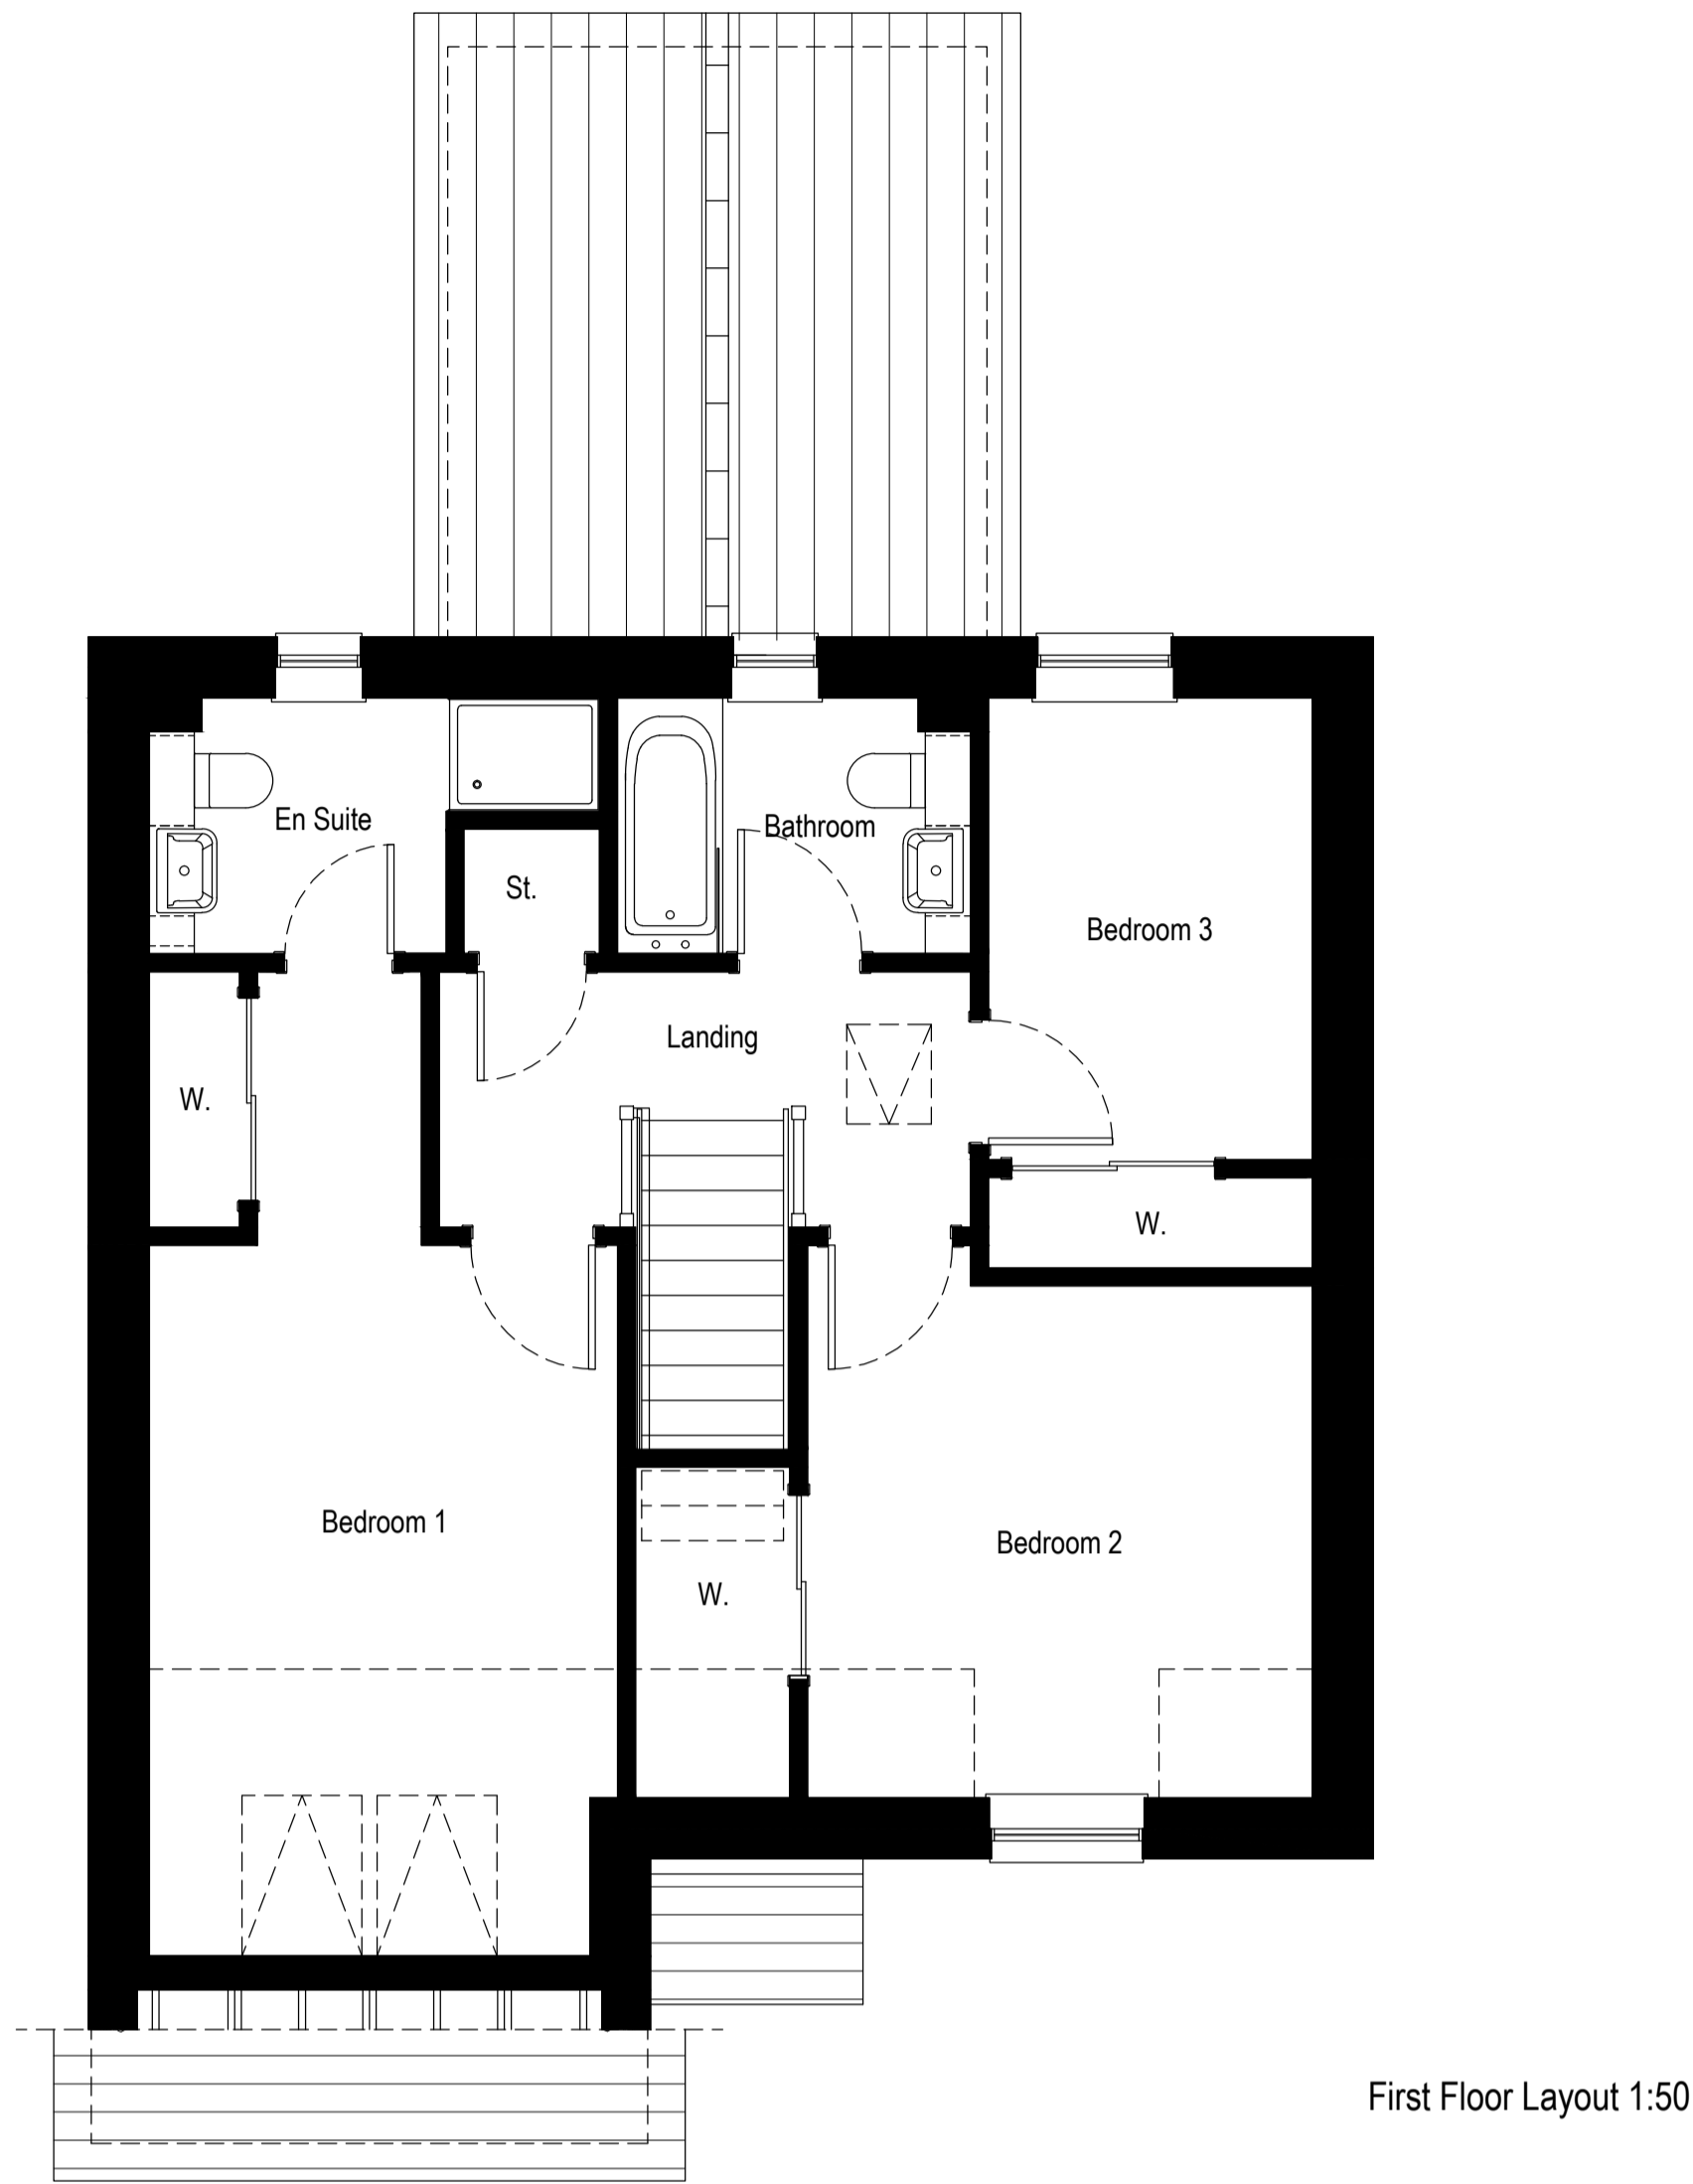 En Suite
Bathroom
St.
Bedroom 3
Landing
W.
W.
Bedroom 1
Bedroom 2
W.
First Floor Layout 1:50